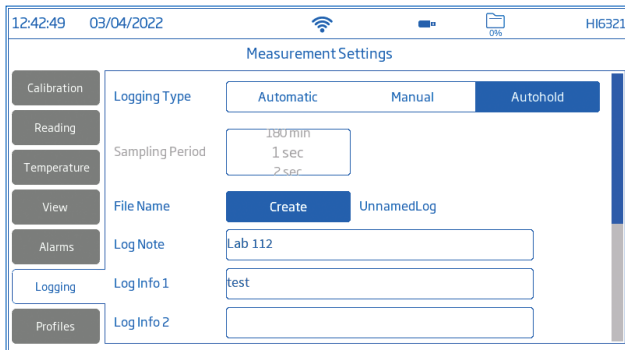 12:42:49 03/04/2022 0% HI6321
Measurement Settings
Calibration
Reading
Temperature
View
Alarms
Logging
Profiles
Logging Type Automatic Manual Autohold
180 min
Sampling Period 1 sec
2 sec
File Name Create UnnamedLog
Log Note Lab 112
Log Info 1 test
Log Info 2